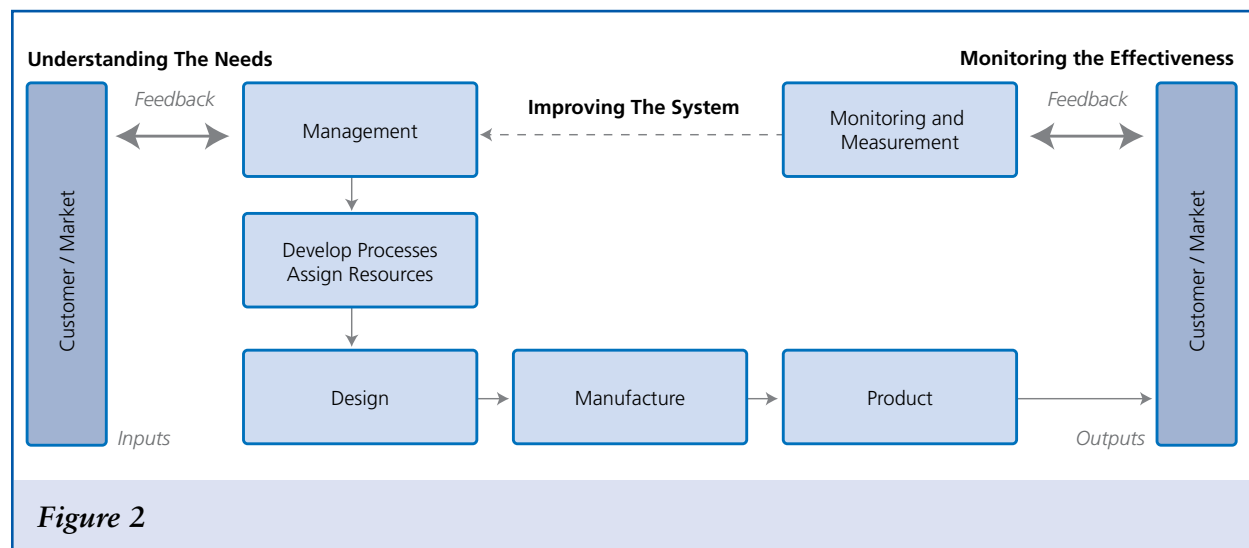 Understanding The Needs
Monitoring the Effectiveness
Feedback
Improving The System
Feedback
Management
Monitoring and
Measurement
Customer / Market
Develop Processes
Assign Resources
Customer / Market
Design
Manufacture
Product
Inputs
Outputs
Figure 2